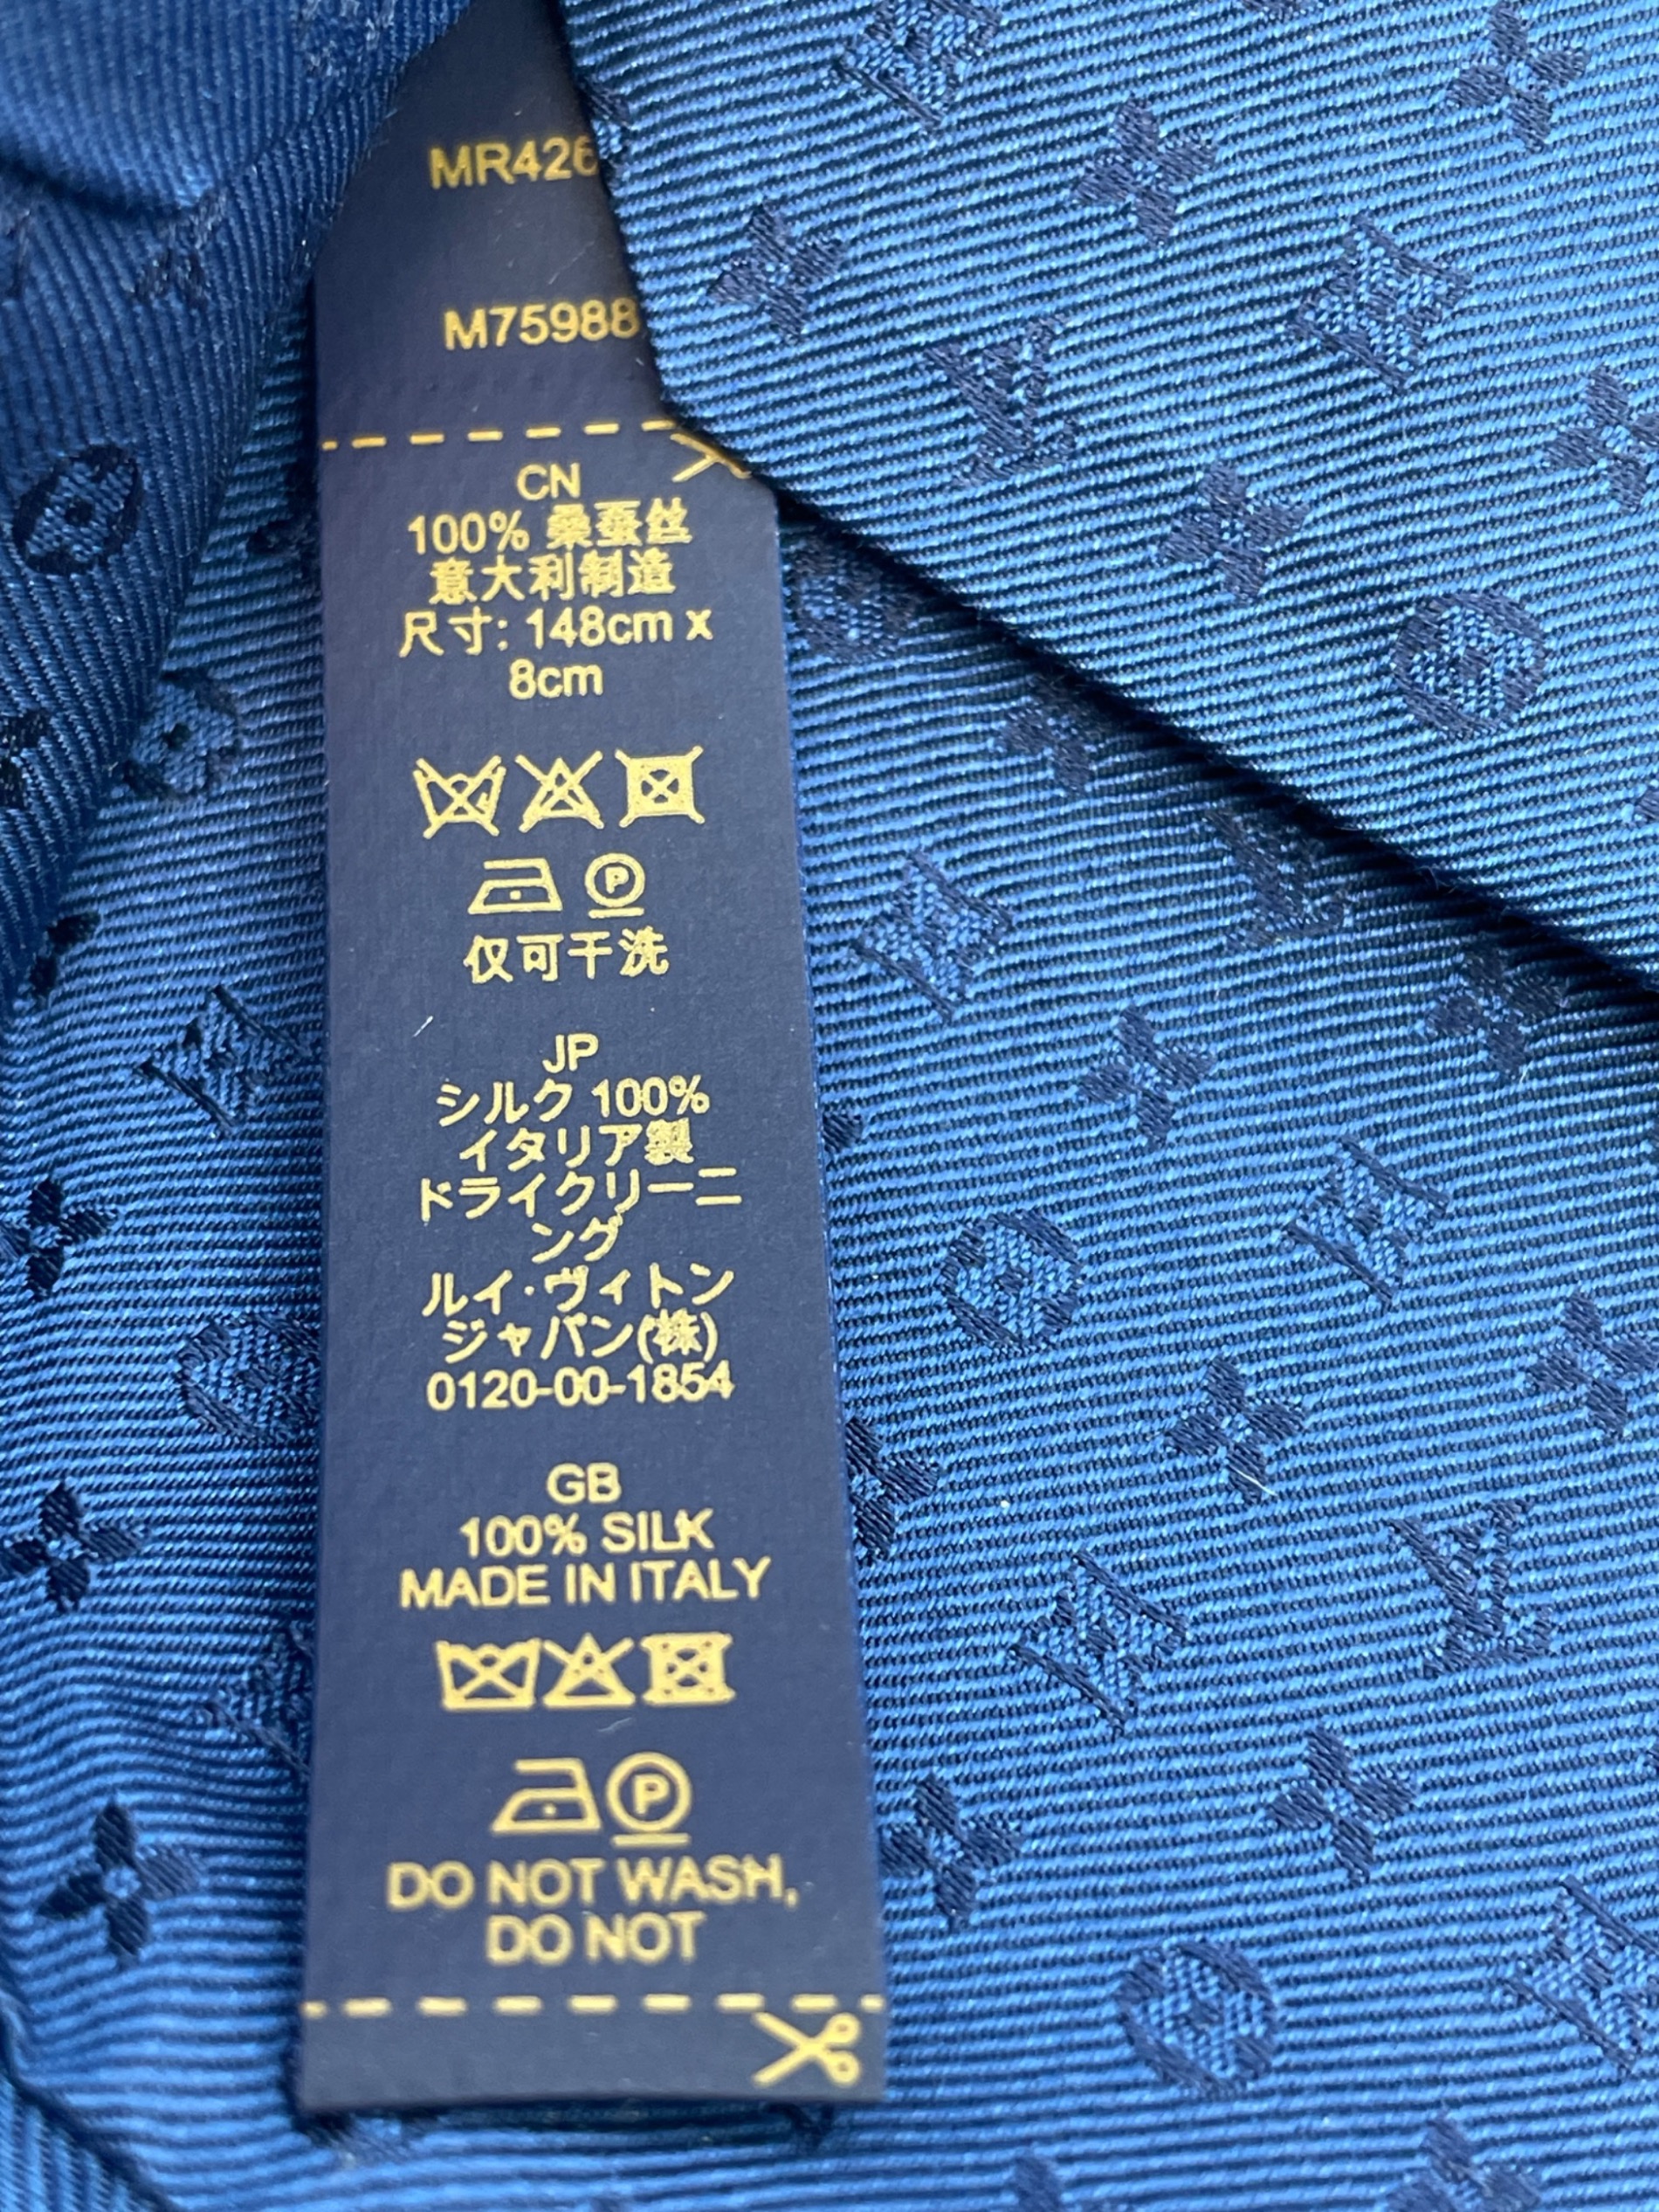 MR426
M75988
CN
100% 桑蚕丝
意大利制造
尺寸: 148cm x
8cm
P
仅可干洗
JP
シルク 100%
イタリア製
ドライクリーニ
ング
ルイ・ヴィトン
ジャパン(株)
0120-00-1854
GB
100% SILK
MADE IN ITALY
P
DO NOT WASH,
DO NOT